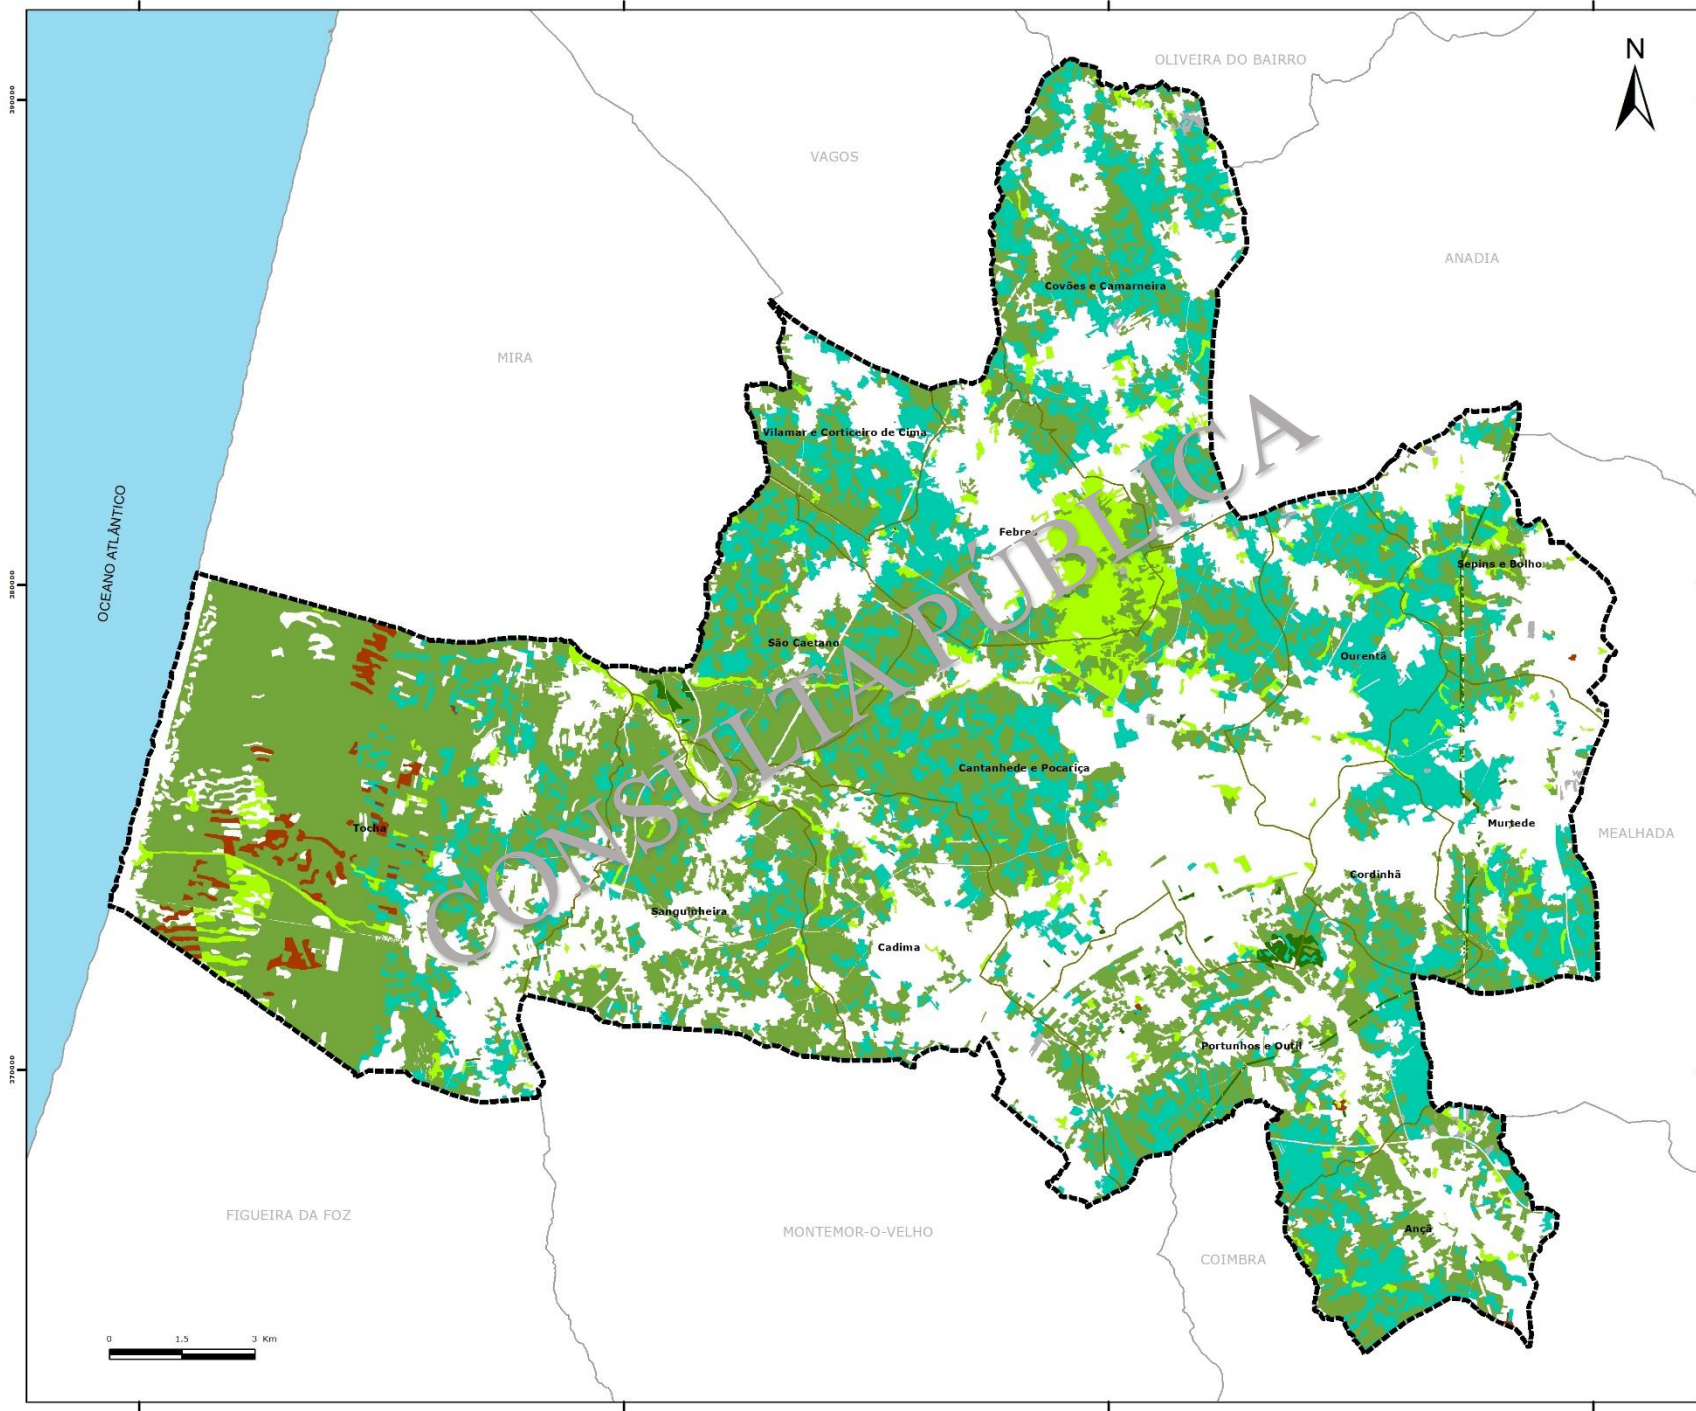 N
OLIVEIRA DO BAIRRO
VAGOS
ANADIA
Covões e Camarneira
MIRA
Vilamar e Corticeiro de Cima
OCEANO ATLÂNTICO
Febres
Sepins e Bolho
São Caetano
Ourentã
Cantanhede e Pocariça
CONSULTA PÚBLICA
Tocha
Murtede
MEALHADA
Cordinhã
Sanguinheira
Cadima
Portunhos e Outil
FIGUEIRA DA FOZ
MONTEMOR-O-VELHO
Ançã
COIMBRA
0 1.5 3 Km